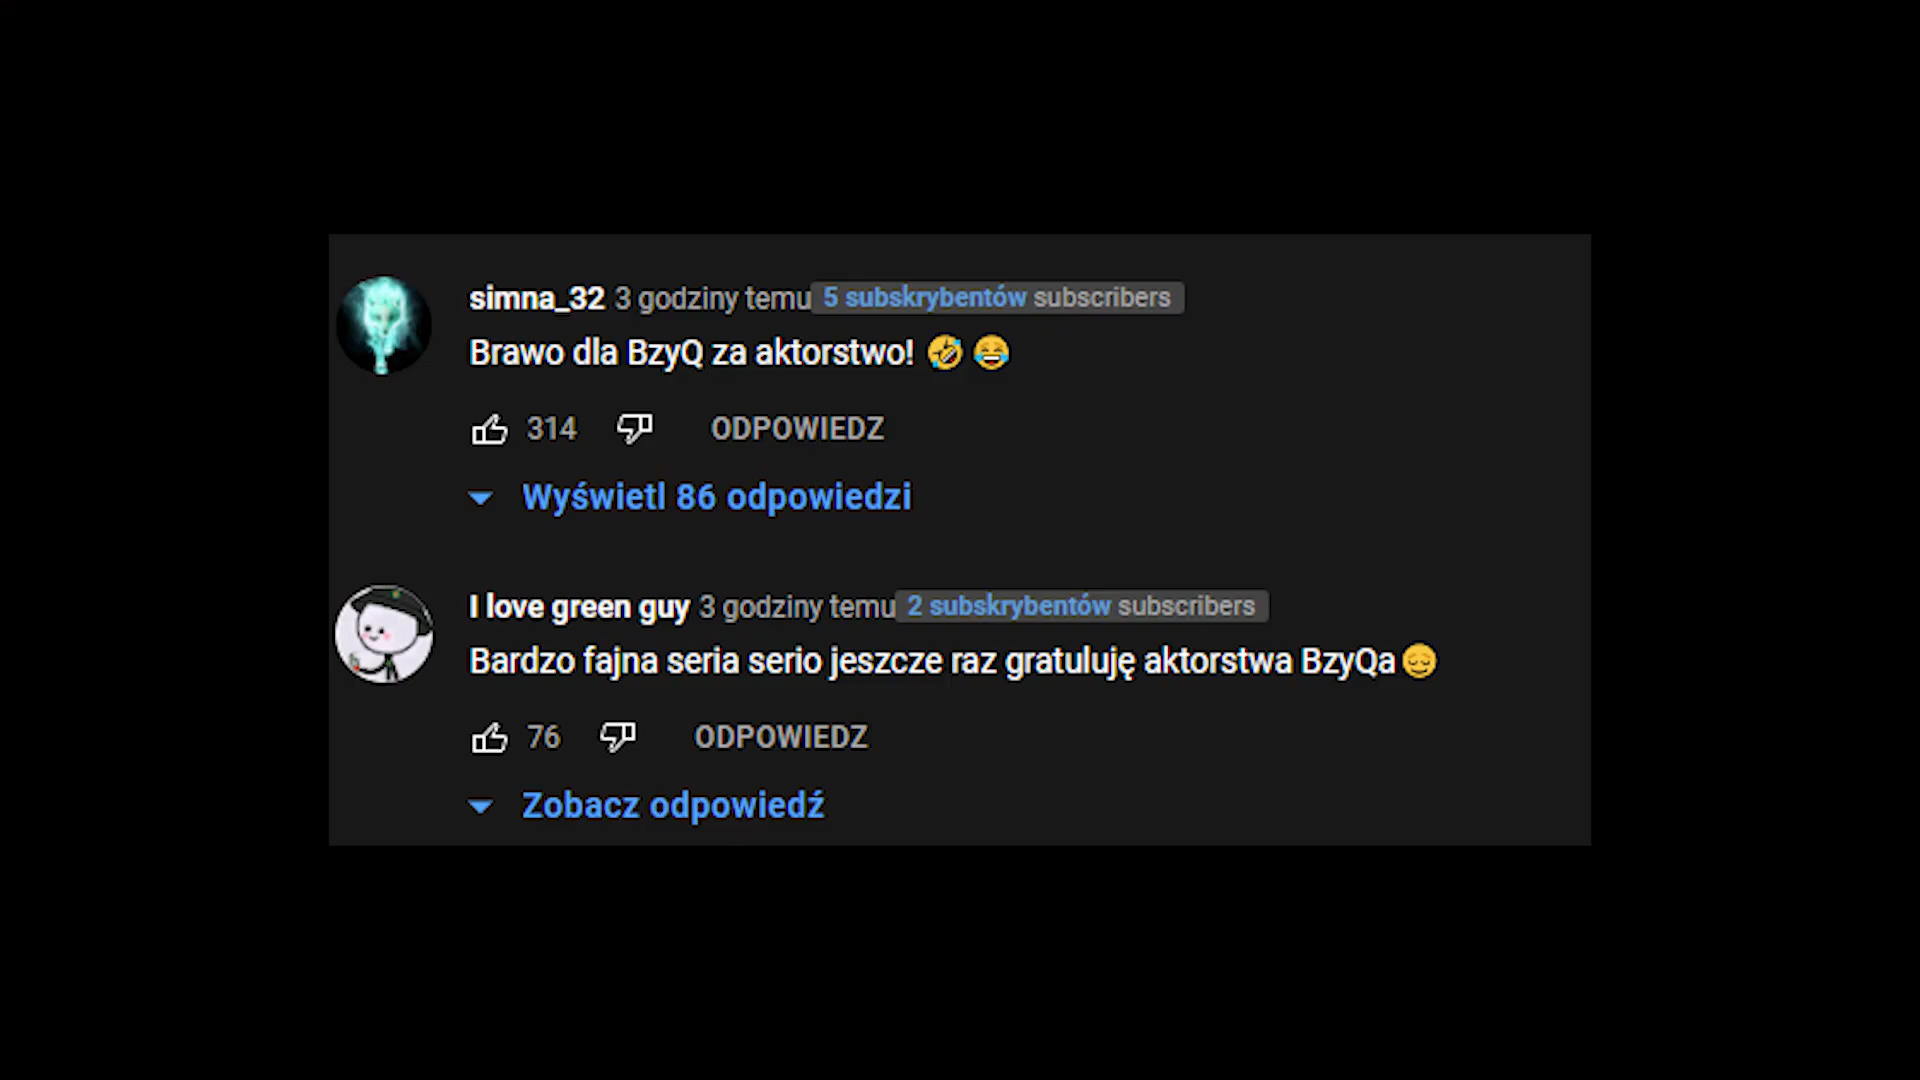 simna_32 3 godziny temu 5 subskrybentów subscribers
Brawo dla BzyQ za aktorstwo! 🤣 😂
314 ODPOWIEDZ
Wyświetl 86 odpowiedzi
I love green guy 3 godziny temu 2 subskrybentów subscribers
Bardzo fajna seria serio jeszcze raz gratuluję aktorstwa BzyQa 😌
76 ODPOWIEDZ
Zobacz odpowiedź